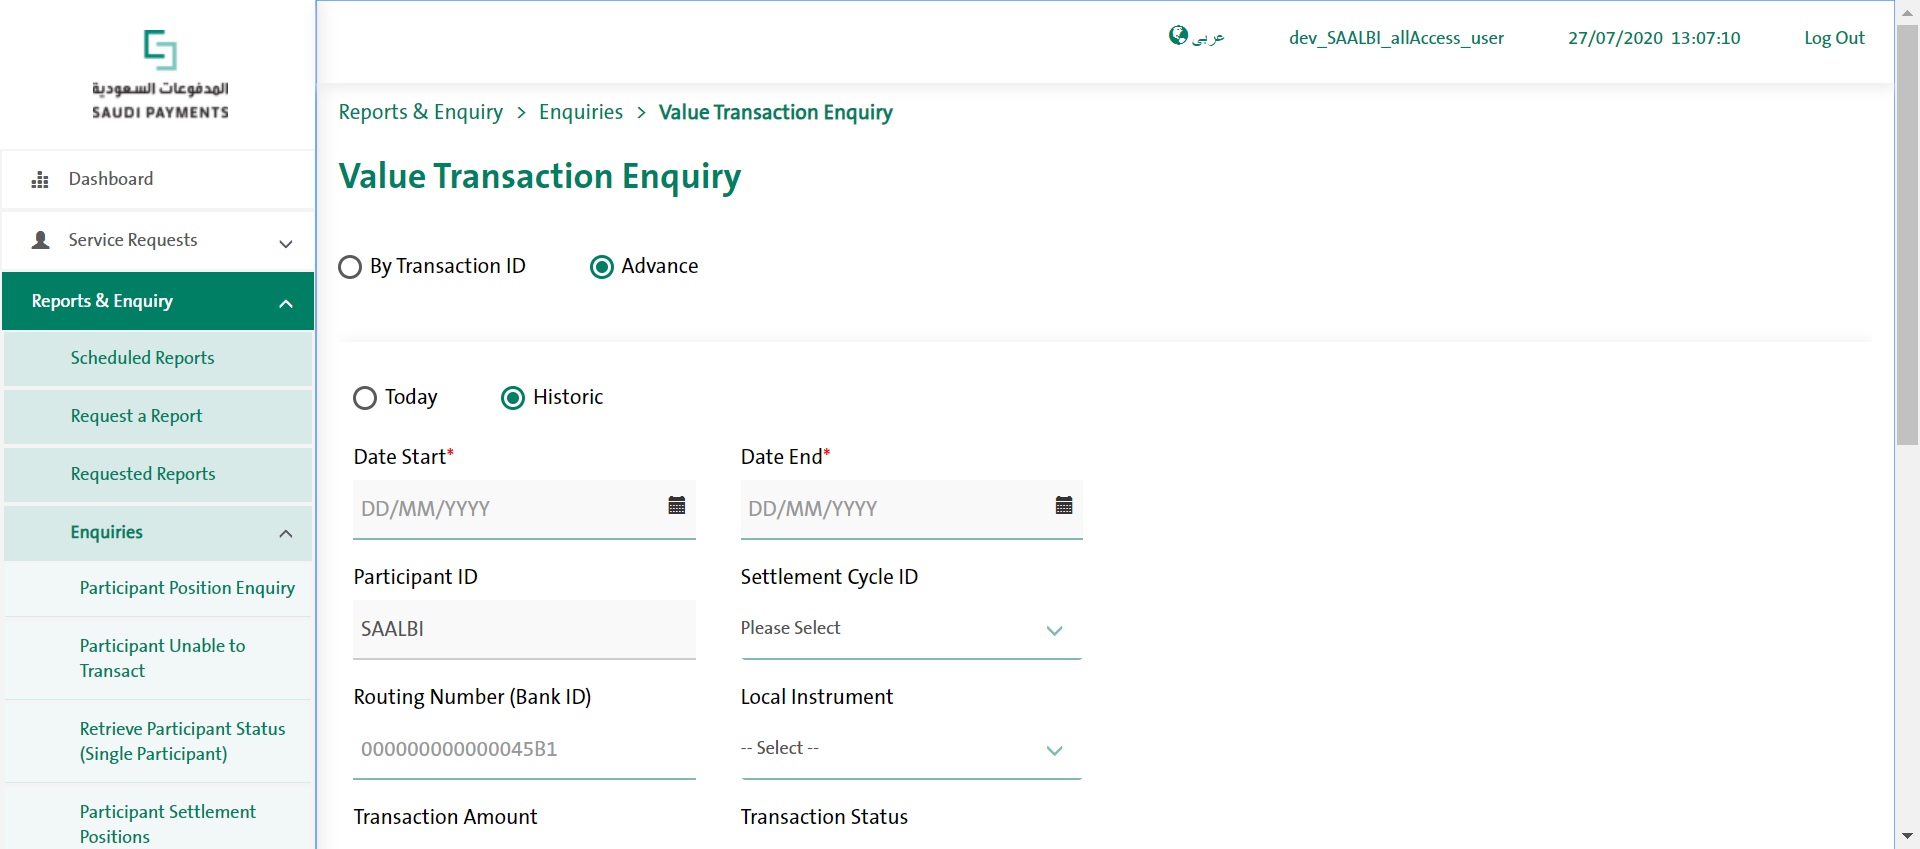 المدفوعات السعودية
SAUDI PAYMENTS
Dashboard
Service Requests
Reports & Enquiry
Scheduled Reports
Request a Report
Requested Reports
Enquiries
Participant Position Enquiry
Participant Unable to
Transact
Retrieve Participant Status
(Single Participant)
Participant Settlement
Positions
عربى
dev_SAALBI_allAccess_user
27/07/2020 13:07:10
Log Out
Reports & Enquiry > Enquiries > Value Transaction Enquiry
Value Transaction Enquiry
By Transaction ID
Advance
Today
Historic
Date Start*
Date End*
DD/MM/YYYY
DD/MM/YYYY
Participant ID
Settlement Cycle ID
SAALBI
Please Select
Routing Number (Bank ID)
Local Instrument
000000000000045B1
-- Select --
Transaction Amount
Transaction Status